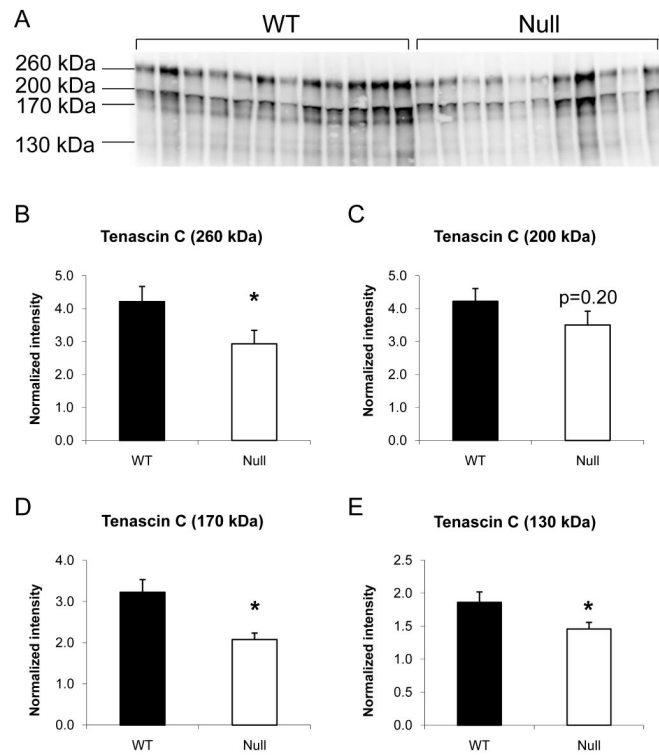 A
WT Null
260 kDa
200 kDa
170 kDa
130 kDa
B
Tenascin C (260 kDa)
Normalized intensity
5.0
4.0
3.0
2.0
1.0
0.0
*
WT Null
C
Tenascin C (200 kDa)
Normalized intensity
5.0
4.0
3.0
2.0
1.0
0.0
p=0.20
WT Null
D
Tenascin C (170 kDa)
Normalized intensity
4.0
3.0
2.0
1.0
0.0
*
WT Null
E
Tenascin C (130 kDa)
Normalized intensity
2.5
2.0
1.5
1.0
0.5
0.0
*
WT Null